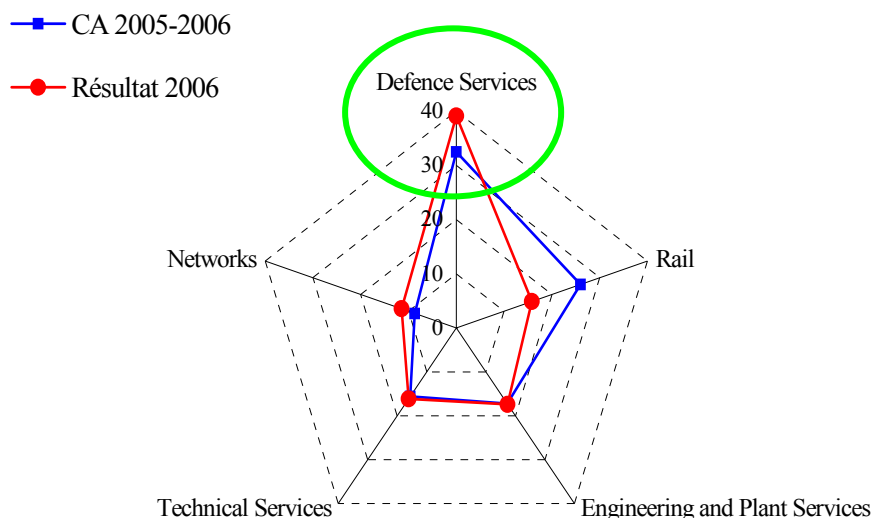 CA 2005-2006
Résultat 2006
Defence Services
40
30
20
10
0
Networks
Rail
Technical Services
Engineering and Plant Services